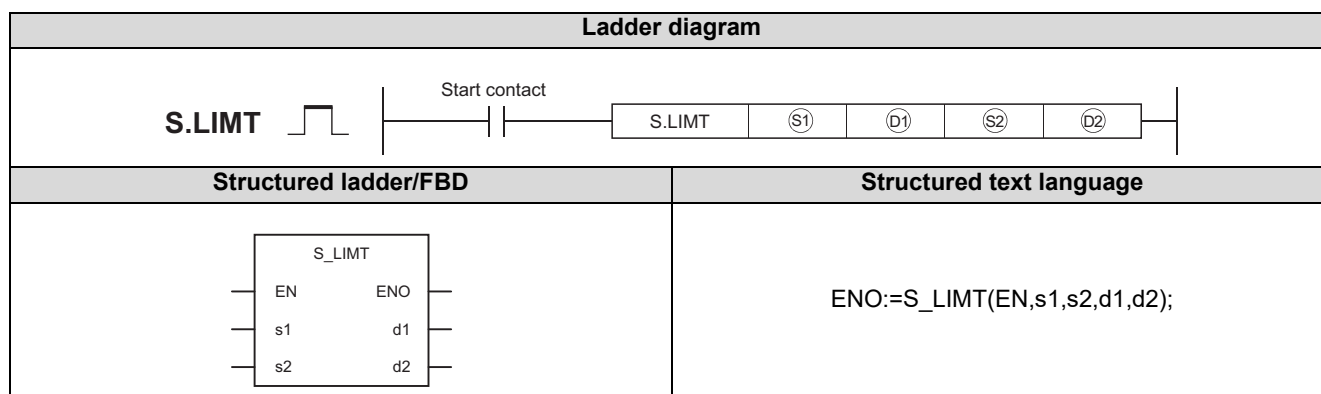 Ladder diagram
Start contact
S.LIMT S.LIMT S1 D1 S2 D2
Structured ladder/FBD Structured text language
S_LIMT
EN ENO
s1 d1
s2 d2
ENO:=S_LIMT(EN,s1,s2,d1,d2);